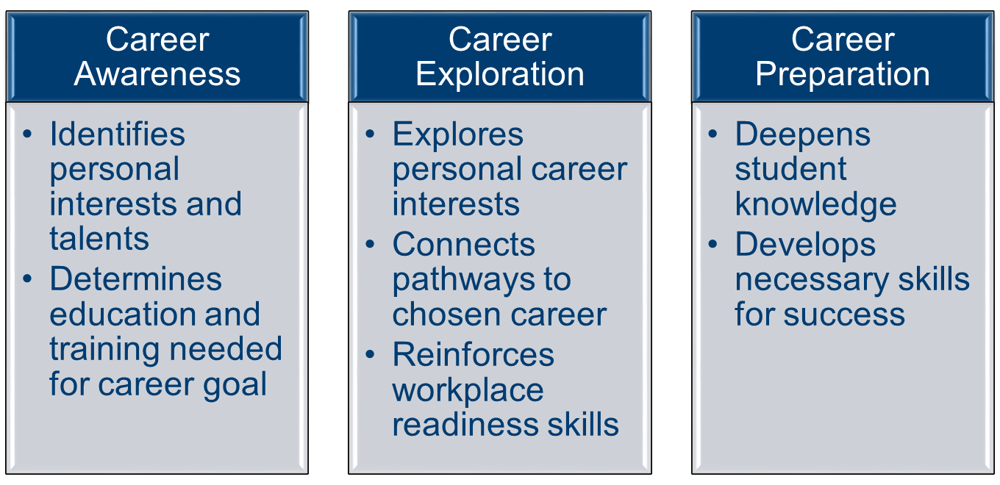 Career
Awareness
• Identifies
personal
interests and
talents
• Determines
education and
training needed
for career goal
Career
Exploration
• Explores
personal career
interests
• Connects
pathways to
chosen career
• Reinforces
workplace
readiness skills
Career
Preparation
• Deepens
student
knowledge
• Develops
necessary skills
for success